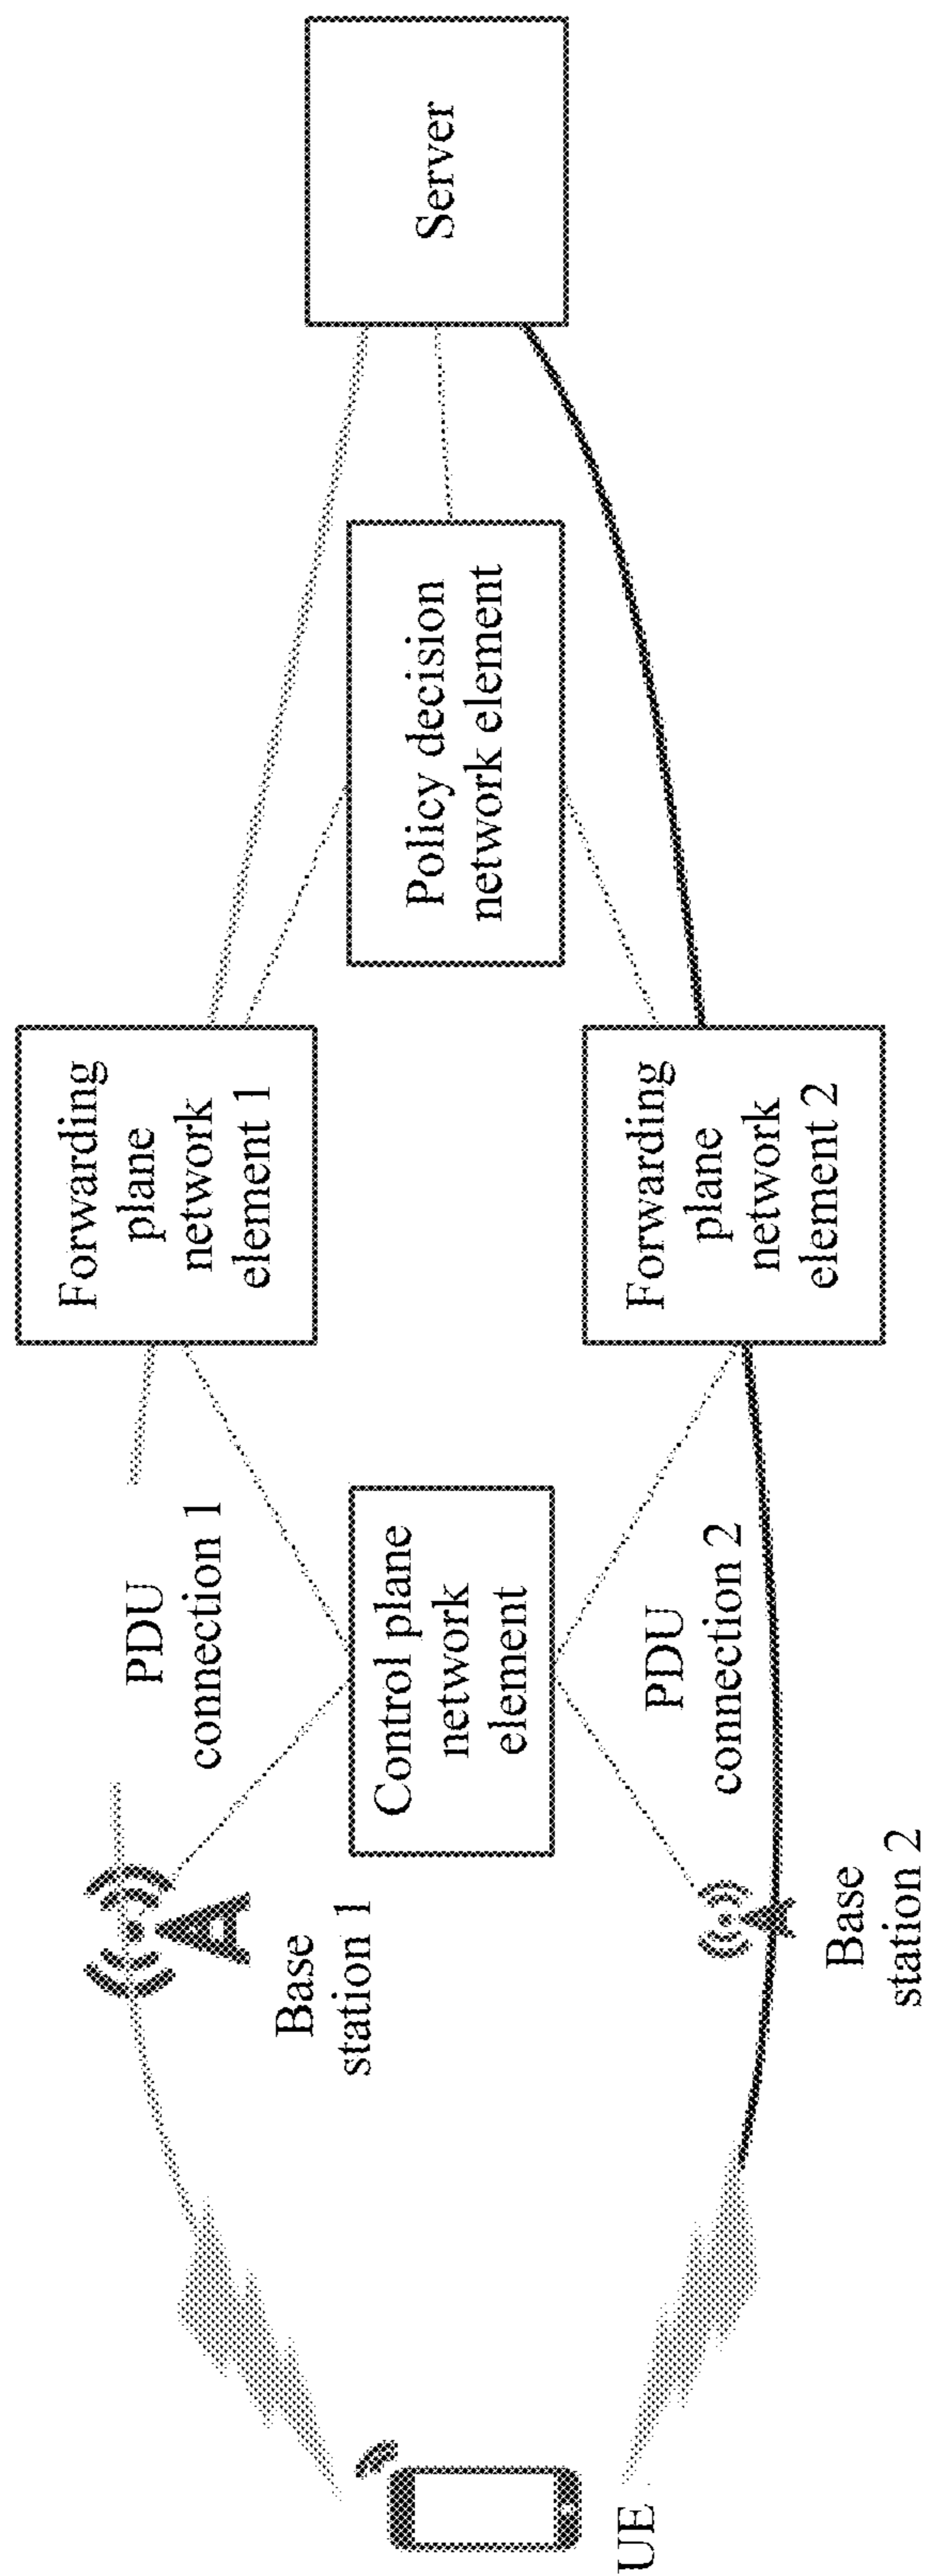 UE
Base
station 1
Base
station 2
PDU
connection 1
Control plane
network
element
PDU
connection 2
Forwarding
plane
network
element 1
Forwarding
plane
network
element 2
Policy decision
network element
Server